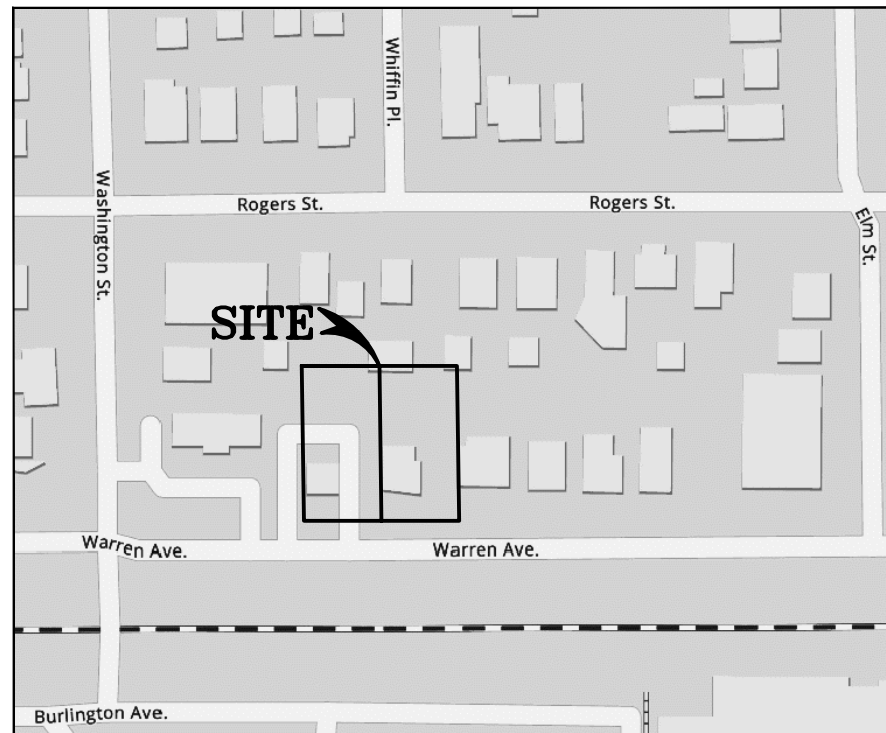 Whiffin Pl.
Washington St.
Rogers St.
Rogers St.
Elm St.
SITE
Warren Ave.
Warren Ave.
Burlington Ave.